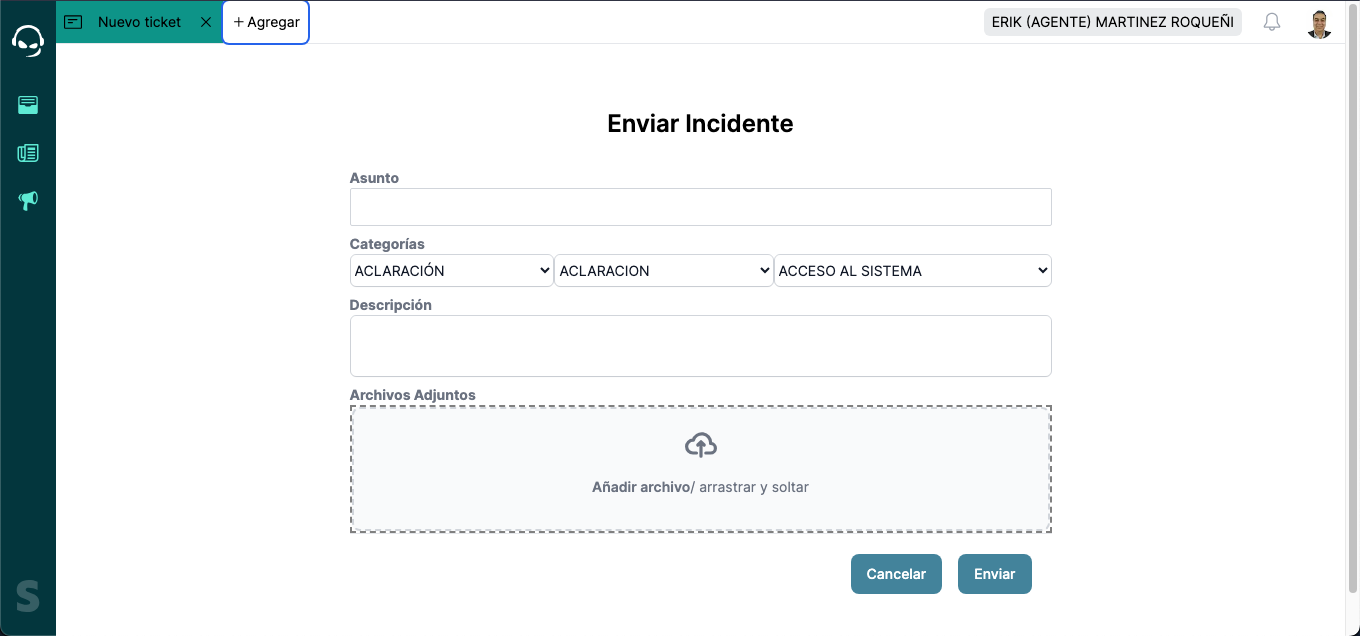 Nuevo ticket
+ Agregar
ERIK (AGENTE) MARTINEZ ROQUEÑI
Enviar Incidente
Asunto
Categorías
ACLARACIÓN ACLARACION ACCESO AL SISTEMA
Descripción
Archivos Adjuntos
Añadir archivo/ arrastrar y soltar
Cancelar Enviar
S